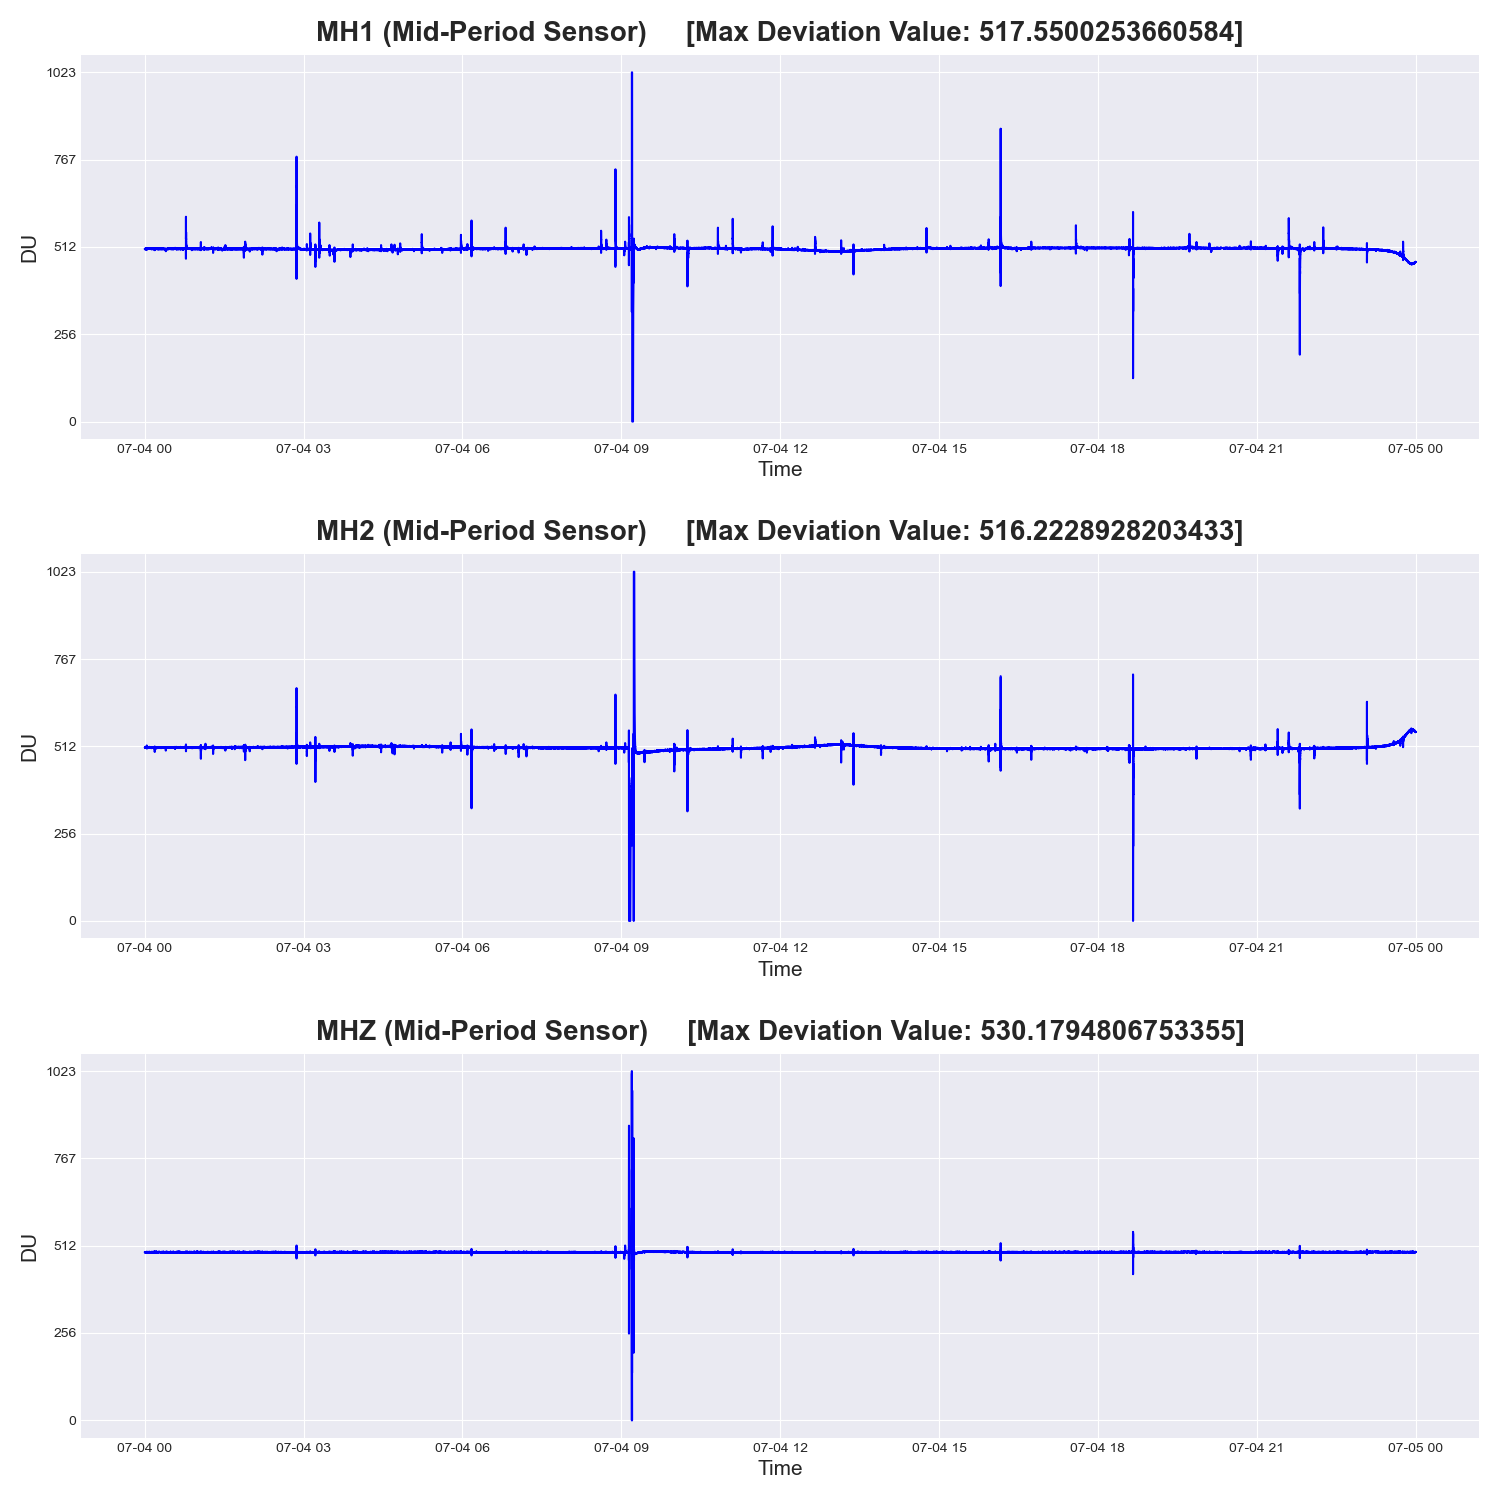 MH1 (Mid-Period Sensor) [Max Deviation Value: 517.5500253660584]
1023
767
512
256
0
DU
07-04 00 07-04 03 07-04 06 07-04 09 07-04 12 07-04 15 07-04 18 07-04 21 07-05 00
Time
MH2 (Mid-Period Sensor) [Max Deviation Value: 516.2228928203433]
1023
767
512
256
0
DU
07-04 00 07-04 03 07-04 06 07-04 09 07-04 12 07-04 15 07-04 18 07-04 21 07-05 00
Time
MHZ (Mid-Period Sensor) [Max Deviation Value: 530.1794806753355]
1023
767
512
256
0
DU
07-04 00 07-04 03 07-04 06 07-04 09 07-04 12 07-04 15 07-04 18 07-04 21 07-05 00
Time